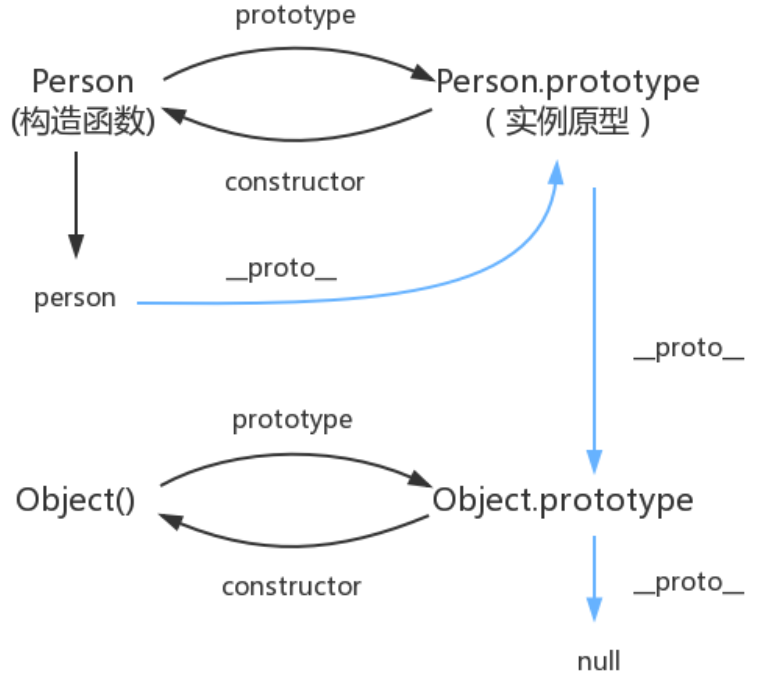 prototype
Person
Person.prototype
(构造函数)
（实例原型）
constructor
__proto__
person
__proto__
prototype
Object()
Object.prototype
constructor
__proto__
null